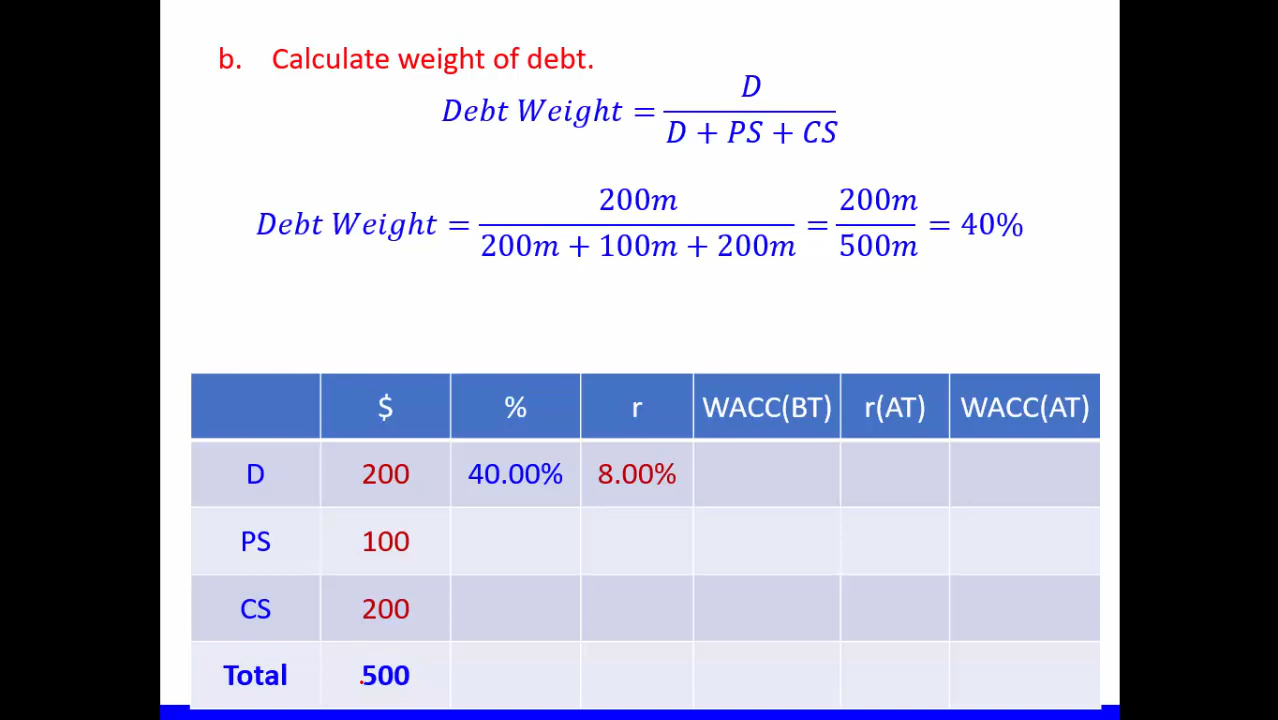 b. Calculate weight of debt.
Debt Weight = D / (D + PS + CS)
Debt Weight = 200m / (200m + 100m + 200m) = 200m / 500m = 40%
$ % r WACC(BT) r(AT) WACC(AT)
D 200 40.00% 8.00%
PS 100
CS 200
Total 500